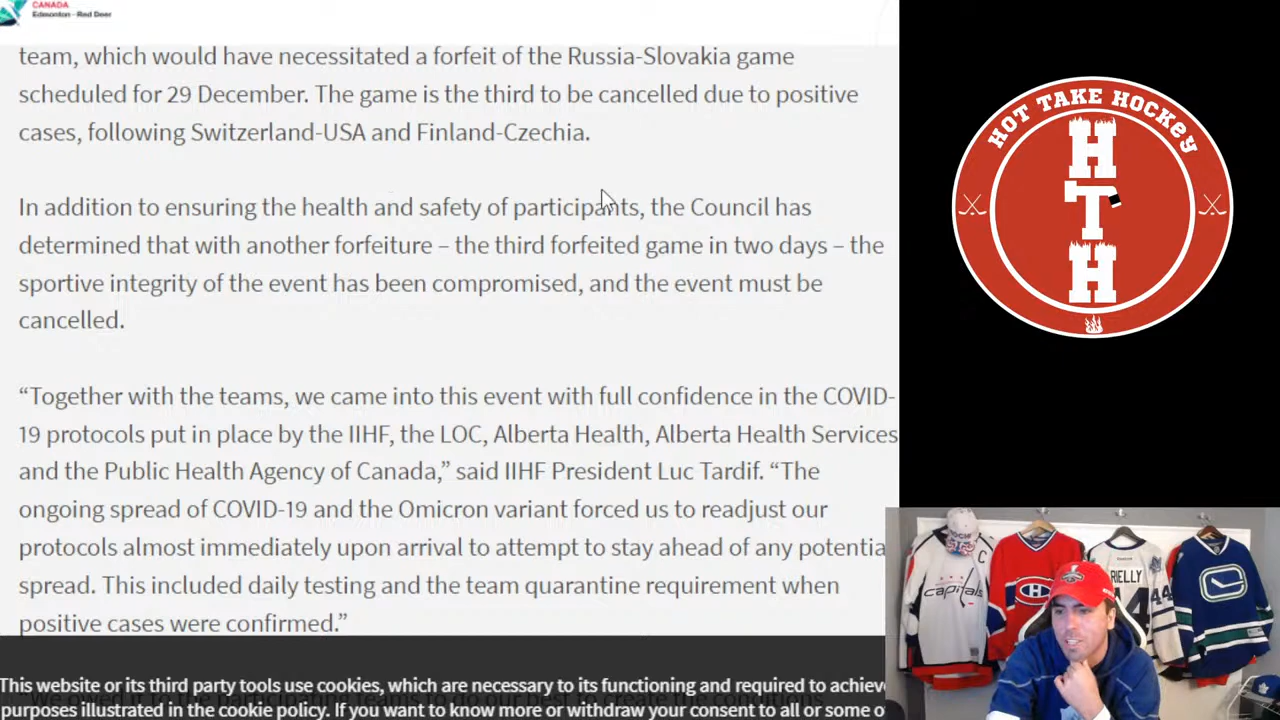 CANADA
Edmonton - Red Deer
team, which would have necessitated a forfeit of the Russia-Slovakia game
scheduled for 29 December. The game is the third to be cancelled due to positive
cases, following Switzerland-USA and Finland-Czechia.
In addition to ensuring the health and safety of participants, the Council has
determined that with another forfeiture – the third forfeited game in two days – the
sportive integrity of the event has been compromised, and the event must be
cancelled.
“Together with the teams, we came into this event with full confidence in the COVID-
19 protocols put in place by the IIHF, the LOC, Alberta Health, Alberta Health Services
and the Public Health Agency of Canada,” said IIHF President Luc Tardif. “The
ongoing spread of COVID-19 and the Omicron variant forced us to readjust our
protocols almost immediately upon arrival to attempt to stay ahead of any potentia
spread. This included daily testing and the team quarantine requirement when
positive cases were confirmed.”
This website or its third party tools use cookies, which are necessary to its functioning and required to achieve
purposes illustrated in the cookie policy. If you want to know more or withdraw your consent to all or some o
HOT TAKE HOCKEY
H
T
H
capitals
C
RIELLY
44
44